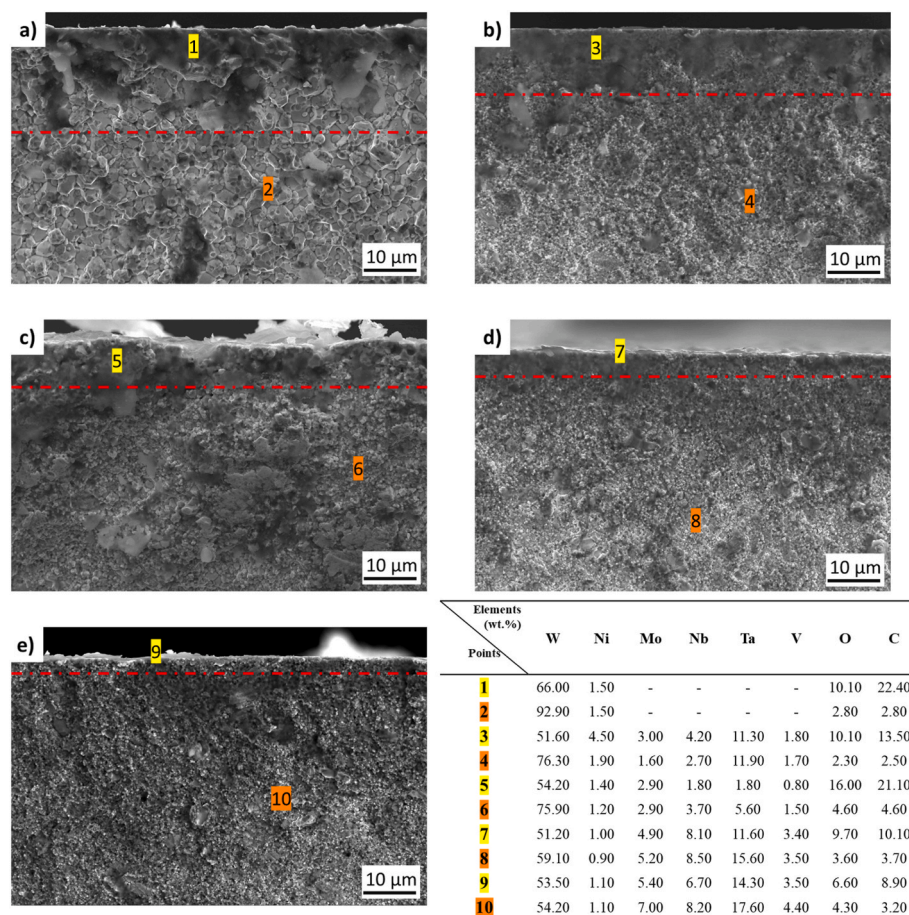 a)
1
2
10 μm
b)
3
4
10 μm
c)
5
6
10 μm
d)
7
8
10 μm
e)
9
10
10 μm
Elements
(wt.%)
Points
W Ni Mo Nb Ta V O C
1 66.00 1.50 - - - - 10.10 22.40
2 92.90 1.50 - - - - 2.80 2.80
3 51.60 4.50 3.00 4.20 11.30 1.80 10.10 13.50
4 76.30 1.90 1.60 2.70 11.90 1.70 2.30 2.50
5 54.20 1.40 2.90 1.80 1.80 0.80 16.00 21.10
6 75.90 1.20 2.90 3.70 5.60 1.50 4.60 4.60
7 51.20 1.00 4.90 8.10 11.60 3.40 9.70 10.10
8 59.10 0.90 5.20 8.50 15.60 3.50 3.60 3.70
9 53.50 1.10 5.40 6.70 14.30 3.50 6.60 8.90
10 54.20 1.10 7.00 8.20 17.60 4.40 4.30 3.20